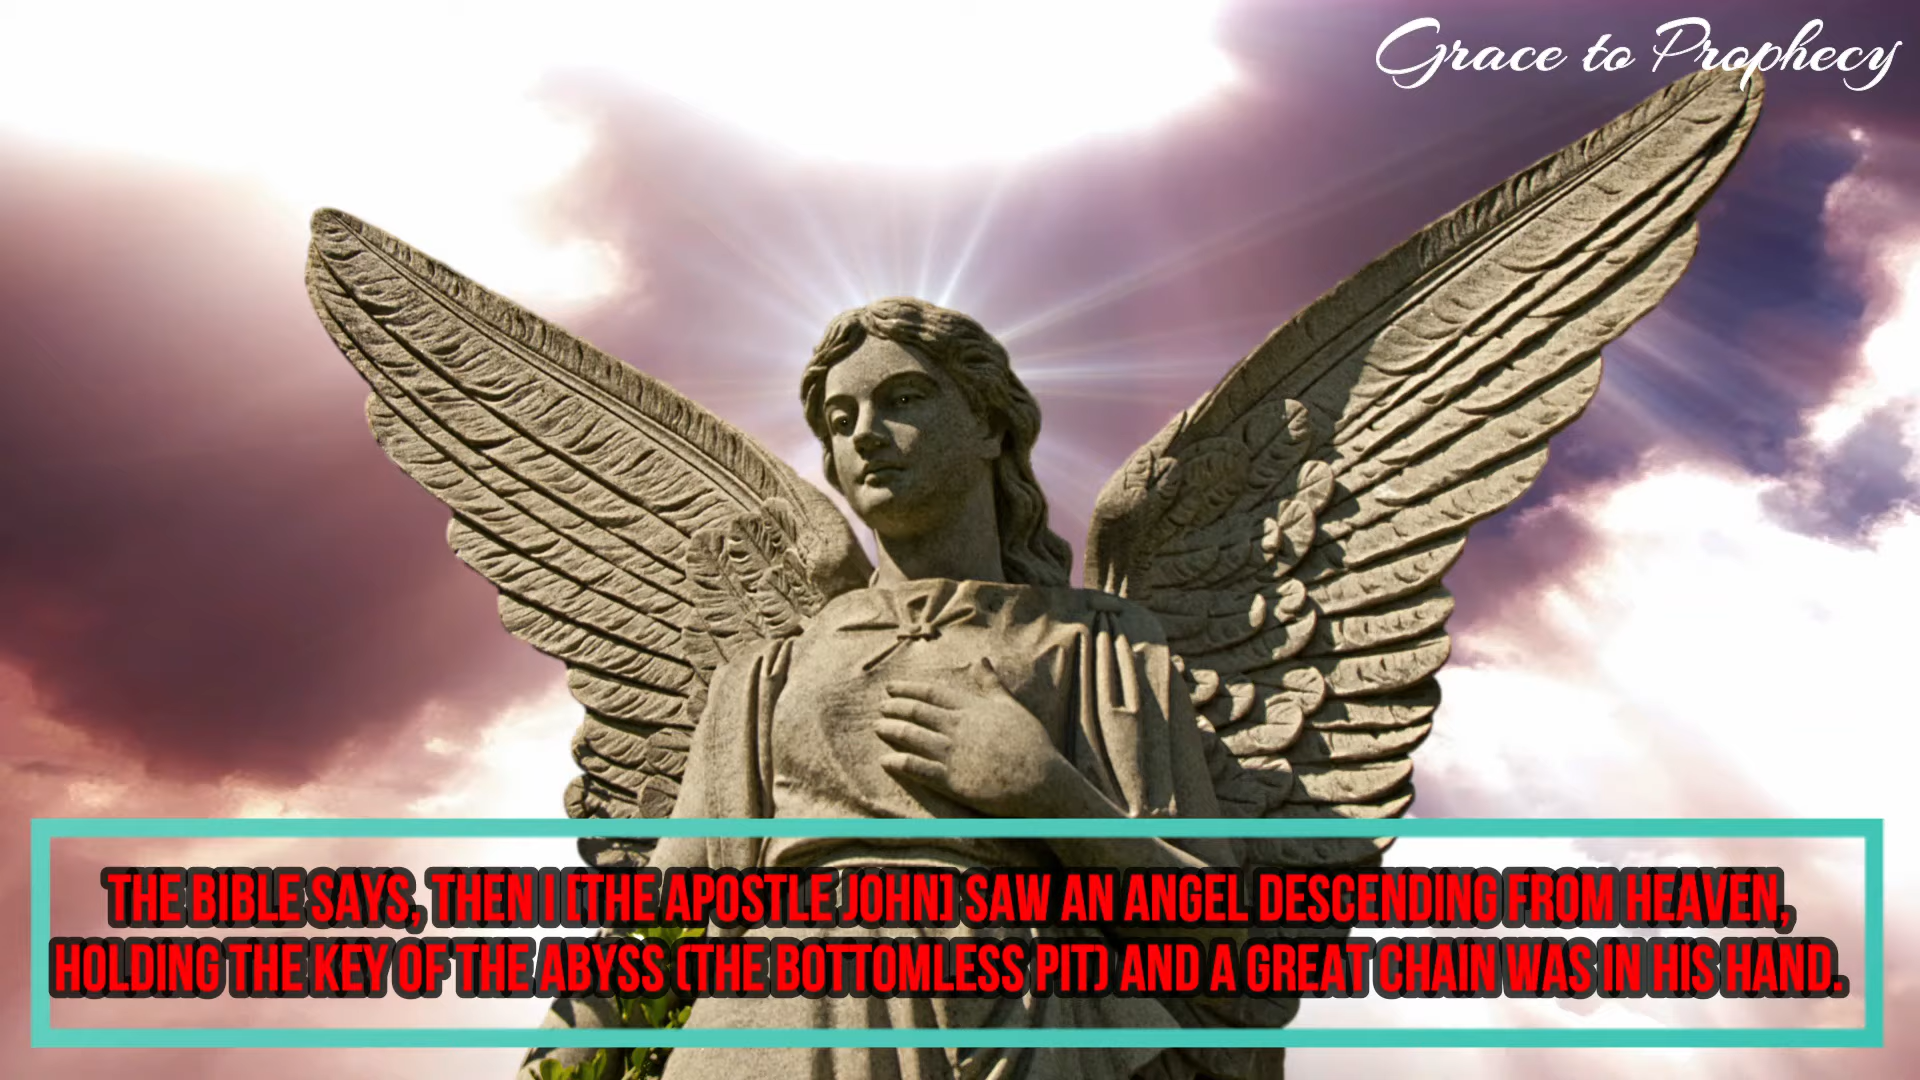 Grace to Prophecy
THE BIBLE SAYS, THEN I [THE APOSTLE JOHN] SAW AN ANGEL DESCENDING FROM HEAVEN,
HOLDING THE KEY OF THE ABYSS (THE BOTTOMLESS PIT) AND A GREAT CHAIN WAS IN HIS HAND.